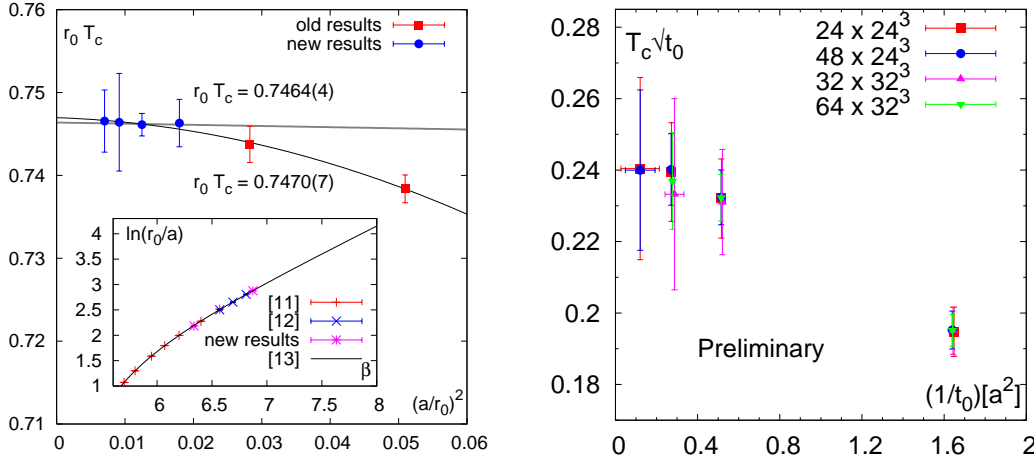 0.76
r0 Tc
old results
new results
0.75
r0 Tc = 0.7464(4)
0.74
r0 Tc = 0.7470(7)
0.73
0.72
0.71
ln(r0/a)
4
3.5
3
2.5
2
1.5
1
[11]
[12]
new results
[13]
β
6
6.5
7
7.5
8
(a/r0)²
0
0.01
0.02
0.03
0.04
0.05
0.06
Tc√t0
24 x 24³
48 x 24³
32 x 32³
64 x 32³
0.28
0.26
0.24
0.22
0.2
0.18
Preliminary
(1/t0)[a²]
0
0.4
0.8
1.2
1.6
2